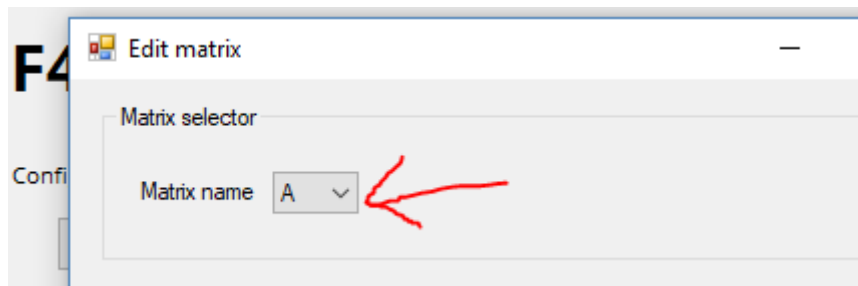 Edit matrix
F4
Matrix selector
Confi
Matrix name A